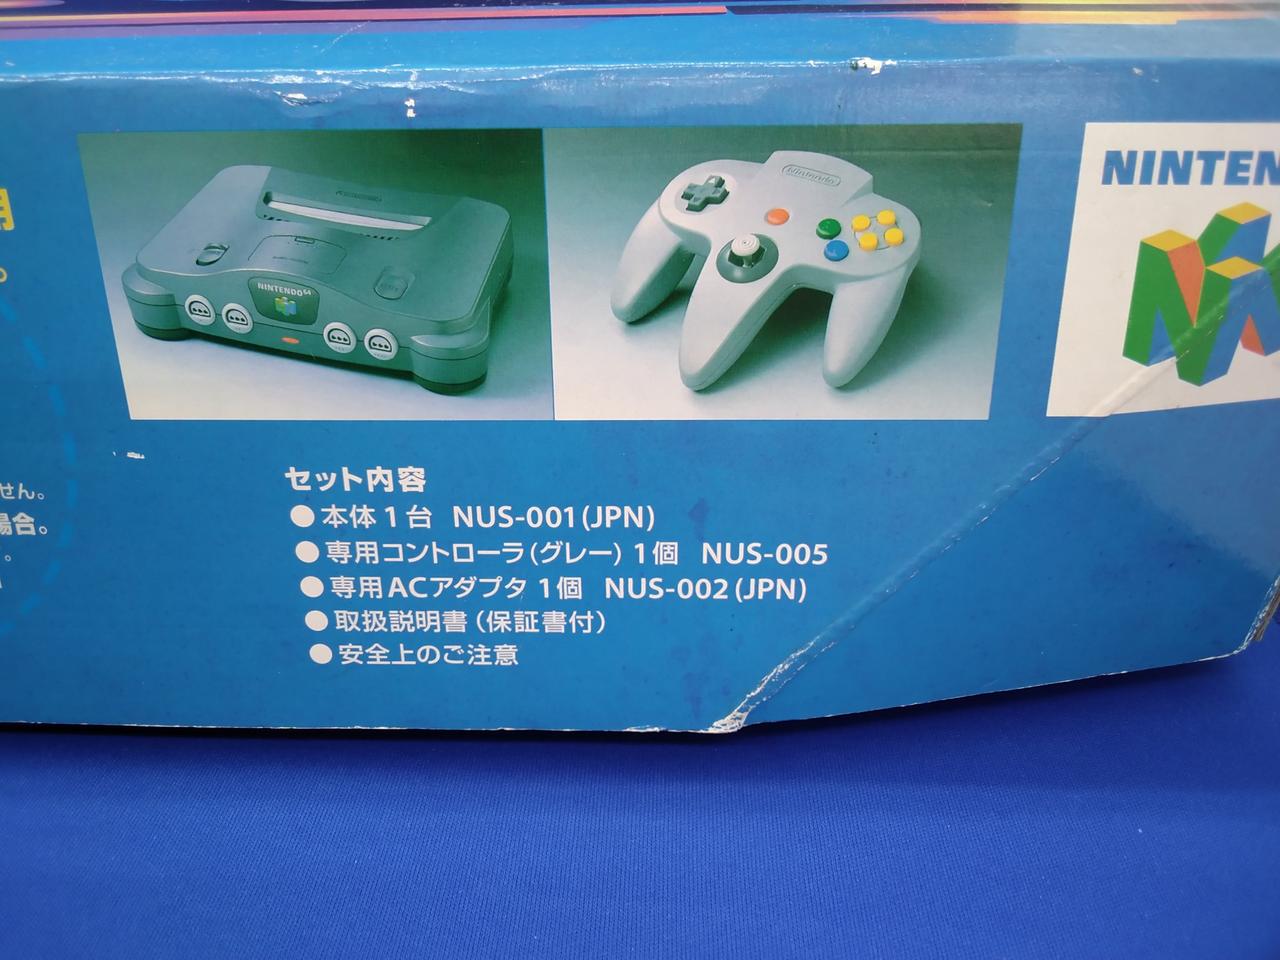 Nintendo
NINTENDO64
NINTEN
せん。
場合。
セット内容
●本体1台 NUS-001(JPN)
●専用コントローラ(グレー)1個 NUS-005
●専用ACアダプタ 1個 NUS-002(JPN)
●取扱説明書(保証書付)
●安全上のご注意